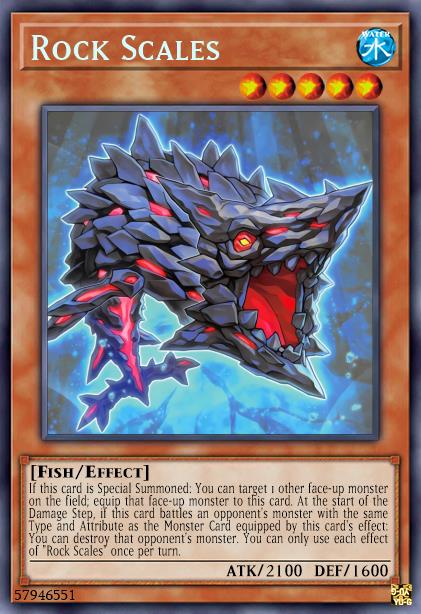 Rock Scales
WATER
水
[Fish/Effect]
If this card is Special Summoned: You can target 1 other face-up monster
on the field; equip that face-up monster to this card. At the start of the
Damage Step, if this card battles an opponent's monster with the same
Type and Attribute as the Monster Card equipped by this card's effect:
You can destroy that opponent's monster. You can only use each effect
of "Rock Scales" once per turn.
ATK/2100 DEF/1600
57946551